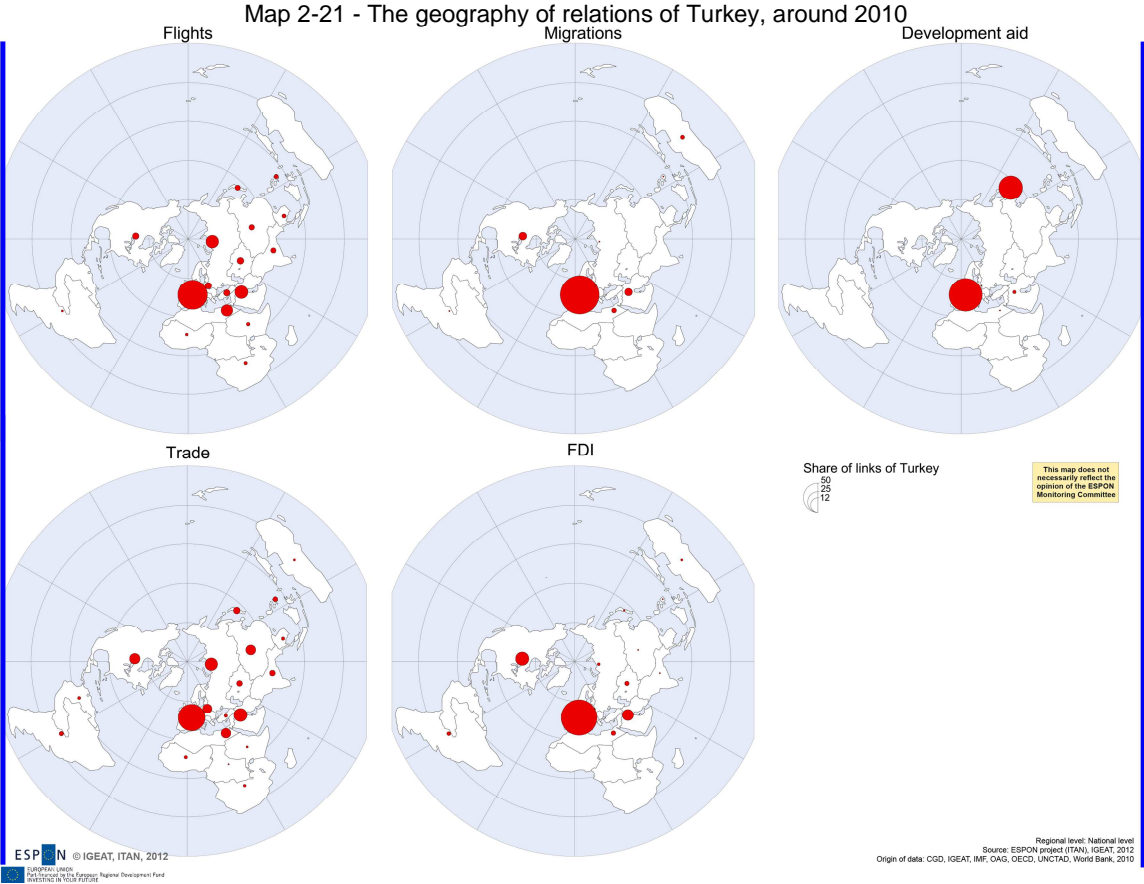 Map 2-21 - The geography of relations of Turkey, around 2010
Flights
Migrations
Development aid
Trade
FDI
Share of links of Turkey
50
25
12
This map does not
necessarily reflect the
opinion of the ESPON
Monitoring Committee
ESPON © IGEAT, ITAN, 2012
EUROPEAN UNION
Part-financed by the European Regional Development Fund
INVESTING IN YOUR FUTURE
Regional level: National level
Source: ESPON project (ITAN), IGEAT, 2012
Origin of data: CGD, IGEAT, IMF, OAG, OECD, UNCTAD, World Bank, 2010